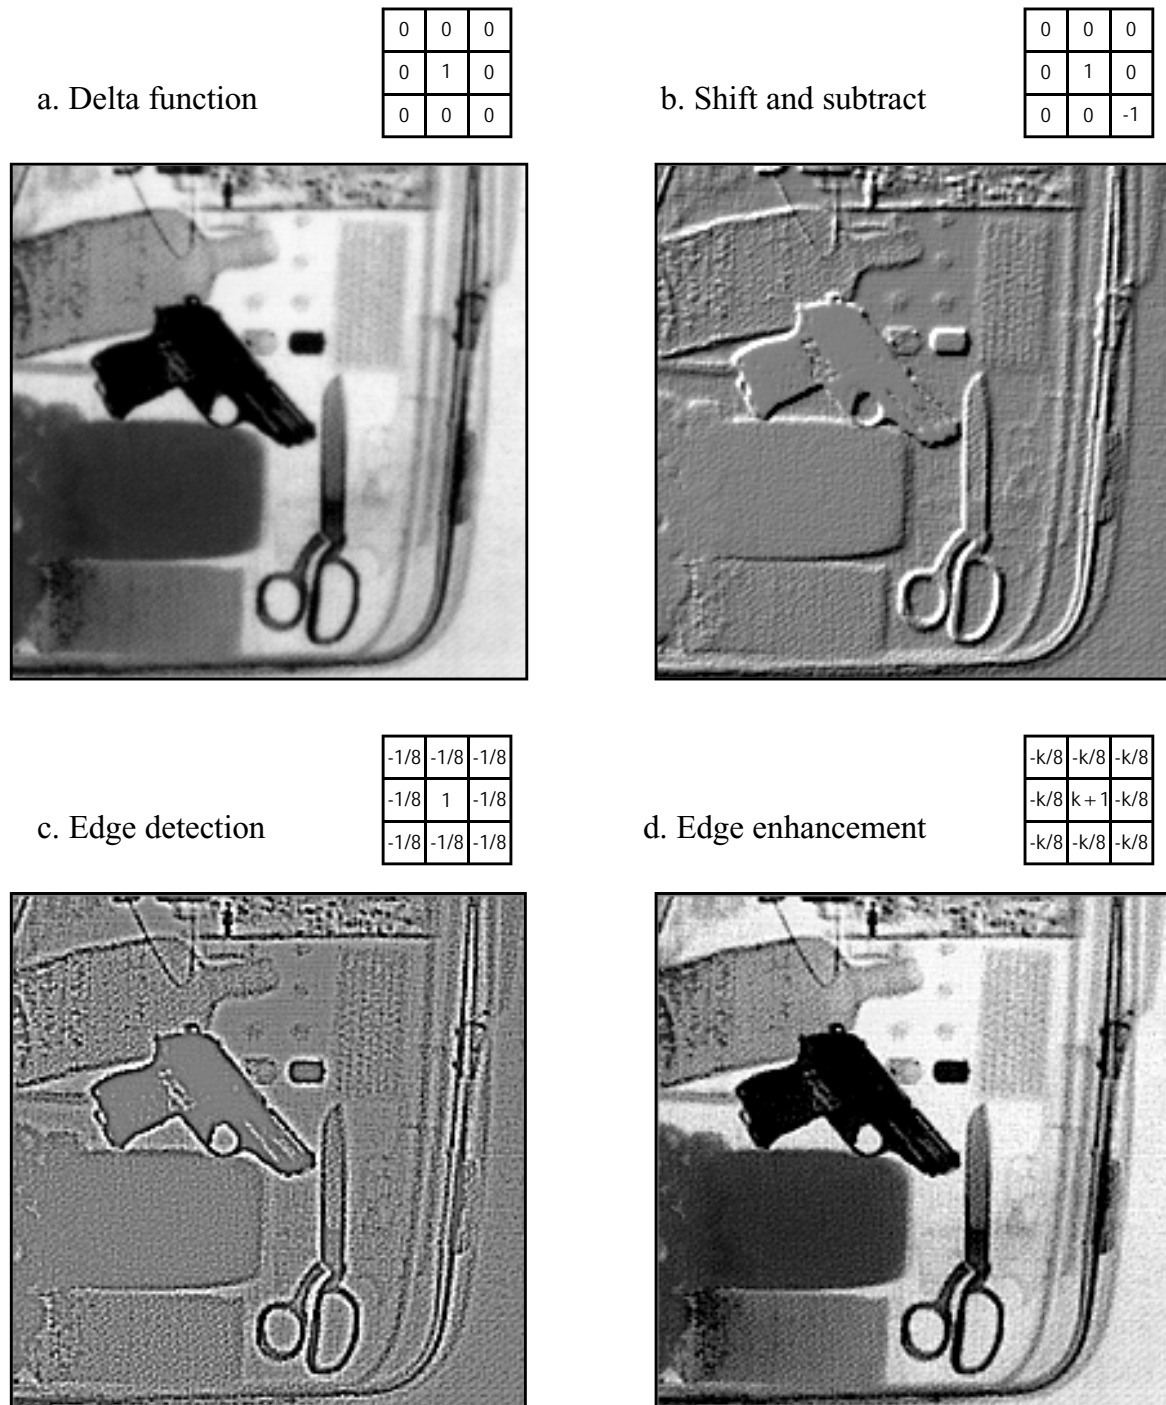 0 0 0
0 1 0
0 0 0
a. Delta function
0 0 0
0 1 0
0 0 -1
b. Shift and subtract
-1/8 -1/8 -1/8
-1/8 1 -1/8
-1/8 -1/8 -1/8
c. Edge detection
-k/8 -k/8 -k/8
-k/8 k+1 -k/8
-k/8 -k/8 -k/8
d. Edge enhancement